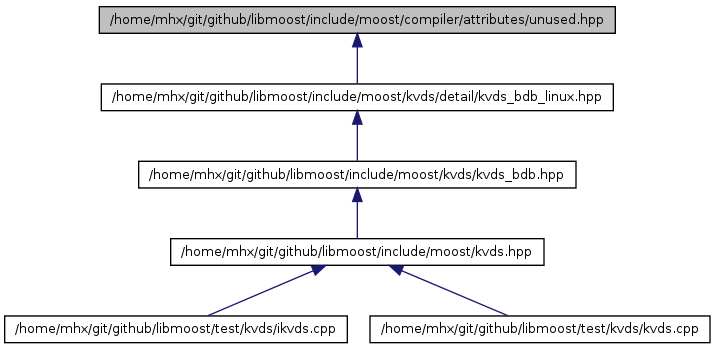 /home/mhx/git/github/libmoost/include/moost/compiler/attributes/unused.hpp
/home/mhx/git/github/libmoost/include/moost/kvds/detail/kvds_bdb_linux.hpp
/home/mhx/git/github/libmoost/include/moost/kvds/kvds_bdb.hpp
/home/mhx/git/github/libmoost/include/moost/kvds.hpp
/home/mhx/git/github/libmoost/test/kvds/ikvds.cpp
/home/mhx/git/github/libmoost/test/kvds/kvds.cpp